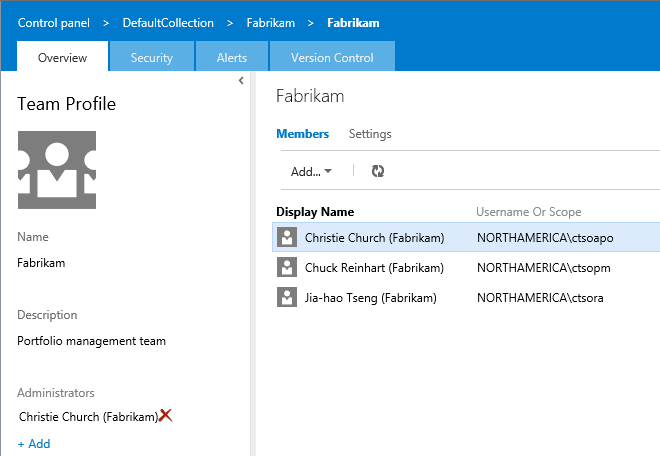 Control panel > DefaultCollection > Fabrikam > Fabrikam
Overview Security Alerts Version Control
<
Team Profile
Name
Fabrikam
Description
Portfolio management team
Administrators
Christie Church (Fabrikam)
+ Add
Fabrikam
Members Settings
Add...
Display Name Username Or Scope
Christie Church (Fabrikam) NORTHAMERICA\ctsoapo
Chuck Reinhart (Fabrikam) NORTHAMERICA\ctsopm
Jia-hao Tseng (Fabrikam) NORTHAMERICA\ctsora